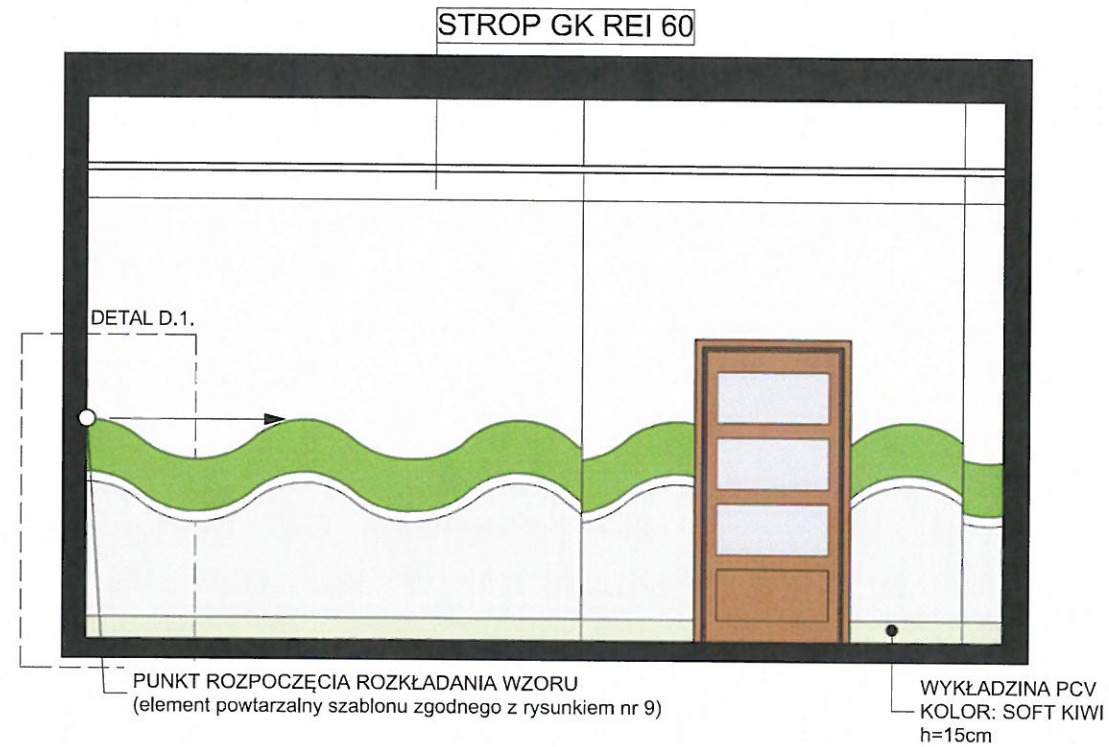 STROP GK REI 60
DETAL D.1.
PUNKT ROZPOCZĘCIA ROZKŁADANIA WZORU
(element powtarzalny szablonu zgodnego z rysunkiem nr 9)
WYKŁADZINA PCV
KOLOR: SOFT KIWI
h=15cm